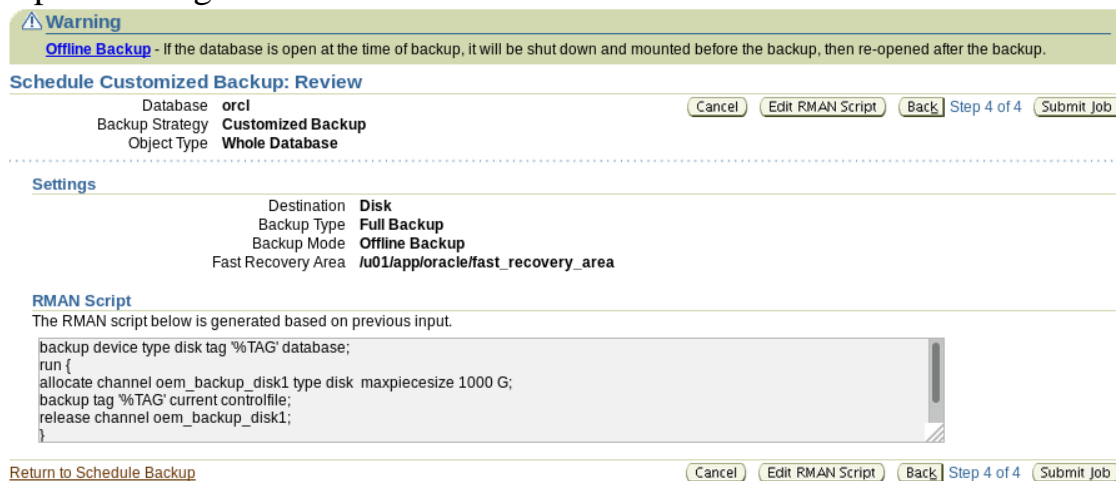 Warning
Offline Backup - If the database is open at the time of backup, it will be shut down and mounted before the backup, then re-opened after the backup.
Schedule Customized Backup: Review
Database orcl
Cancel Edit RMAN Script Back Step 4 of 4 Submit Job
Backup Strategy Customized Backup
Object Type Whole Database
Settings
Destination Disk
Backup Type Full Backup
Backup Mode Offline Backup
Fast Recovery Area /u01/app/oracle/fast_recovery_area
RMAN Script
The RMAN script below is generated based on previous input.
backup device type disk tag '%TAG' database;
run {
allocate channel oem_backup_disk1 type disk  maxpiecesize 1000 G;
backup tag '%TAG' current controlfile;
release channel oem_backup_disk1;
}
Return to Schedule Backup
Cancel Edit RMAN Script Back Step 4 of 4 Submit Job